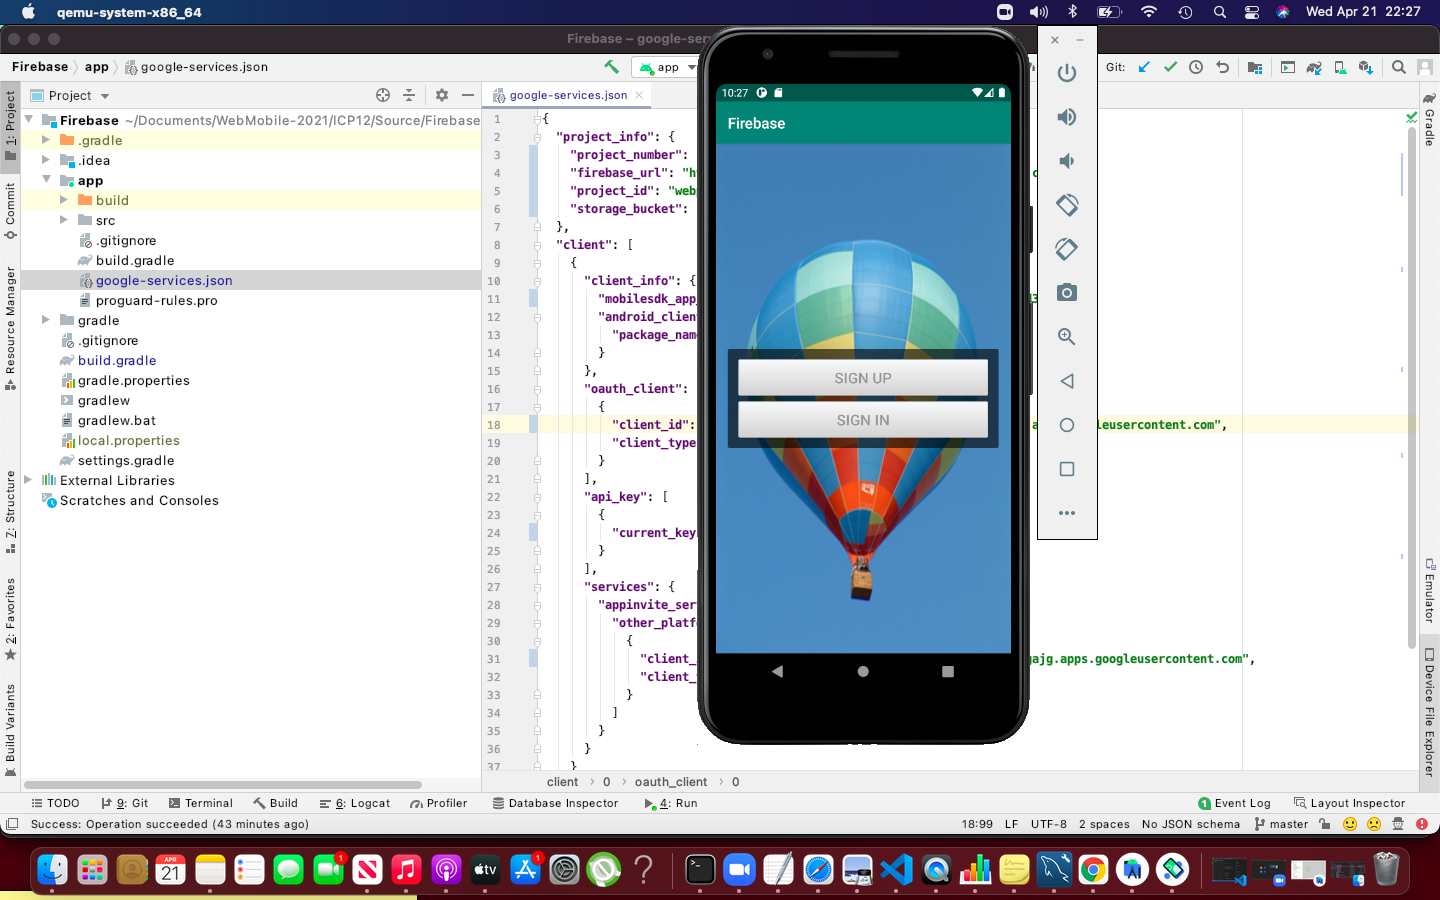 qemu-system-x86_64
Wed Apr 21 22:27
Firebase – google-ser
Firebase
app
google-services.json
app
Git:
Project
google-services.json
1: Project
Commit
Resource Manager
Z: Structure
2: Favorites
Build Variants
Firebase ~/Documents/WebMobile-2021/ICP12/Source/Firebase
.gradle
.idea
app
build
src
.gitignore
build.gradle
google-services.json
proguard-rules.pro
gradle
.gitignore
build.gradle
gradle.properties
gradlew
gradlew.bat
local.properties
settings.gradle
External Libraries
Scratches and Consoles
1 {
2 "project_info": {
3 "project_number":
4 "firebase_url": "h
5 "project_id": "web
6 "storage_bucket":
7 },
8 "client": [
9 {
10 "client_info": {
11 "mobilesdk_app_
12 "android_client
13 "package_name
14 }
15 },
16 "oauth_client":
17 {
18 "client_id": leusercontent.com",
19 "client_type
20 }
21 ],
22 "api_key": [
23 {
24 "current_key
25 }
26 ],
27 "services": {
28 "appinvite_ser
29 "other_platf
30 {
31 "client_ ajg.apps.googleusercontent.com",
32 "client_
33 }
34 ]
35 }
36 }
37 }
10:27
Firebase
SIGN UP
SIGN IN
Gradle
Emulator
Device File Explorer
client
0
oauth_client
0
TODO
9: Git
Terminal
Build
6: Logcat
Profiler
Database Inspector
4: Run
1 Event Log
Layout Inspector
Success: Operation succeeded (43 minutes ago)
18:99 LF UTF-8 2 spaces No JSON schema master
1
1
APR
21
tv